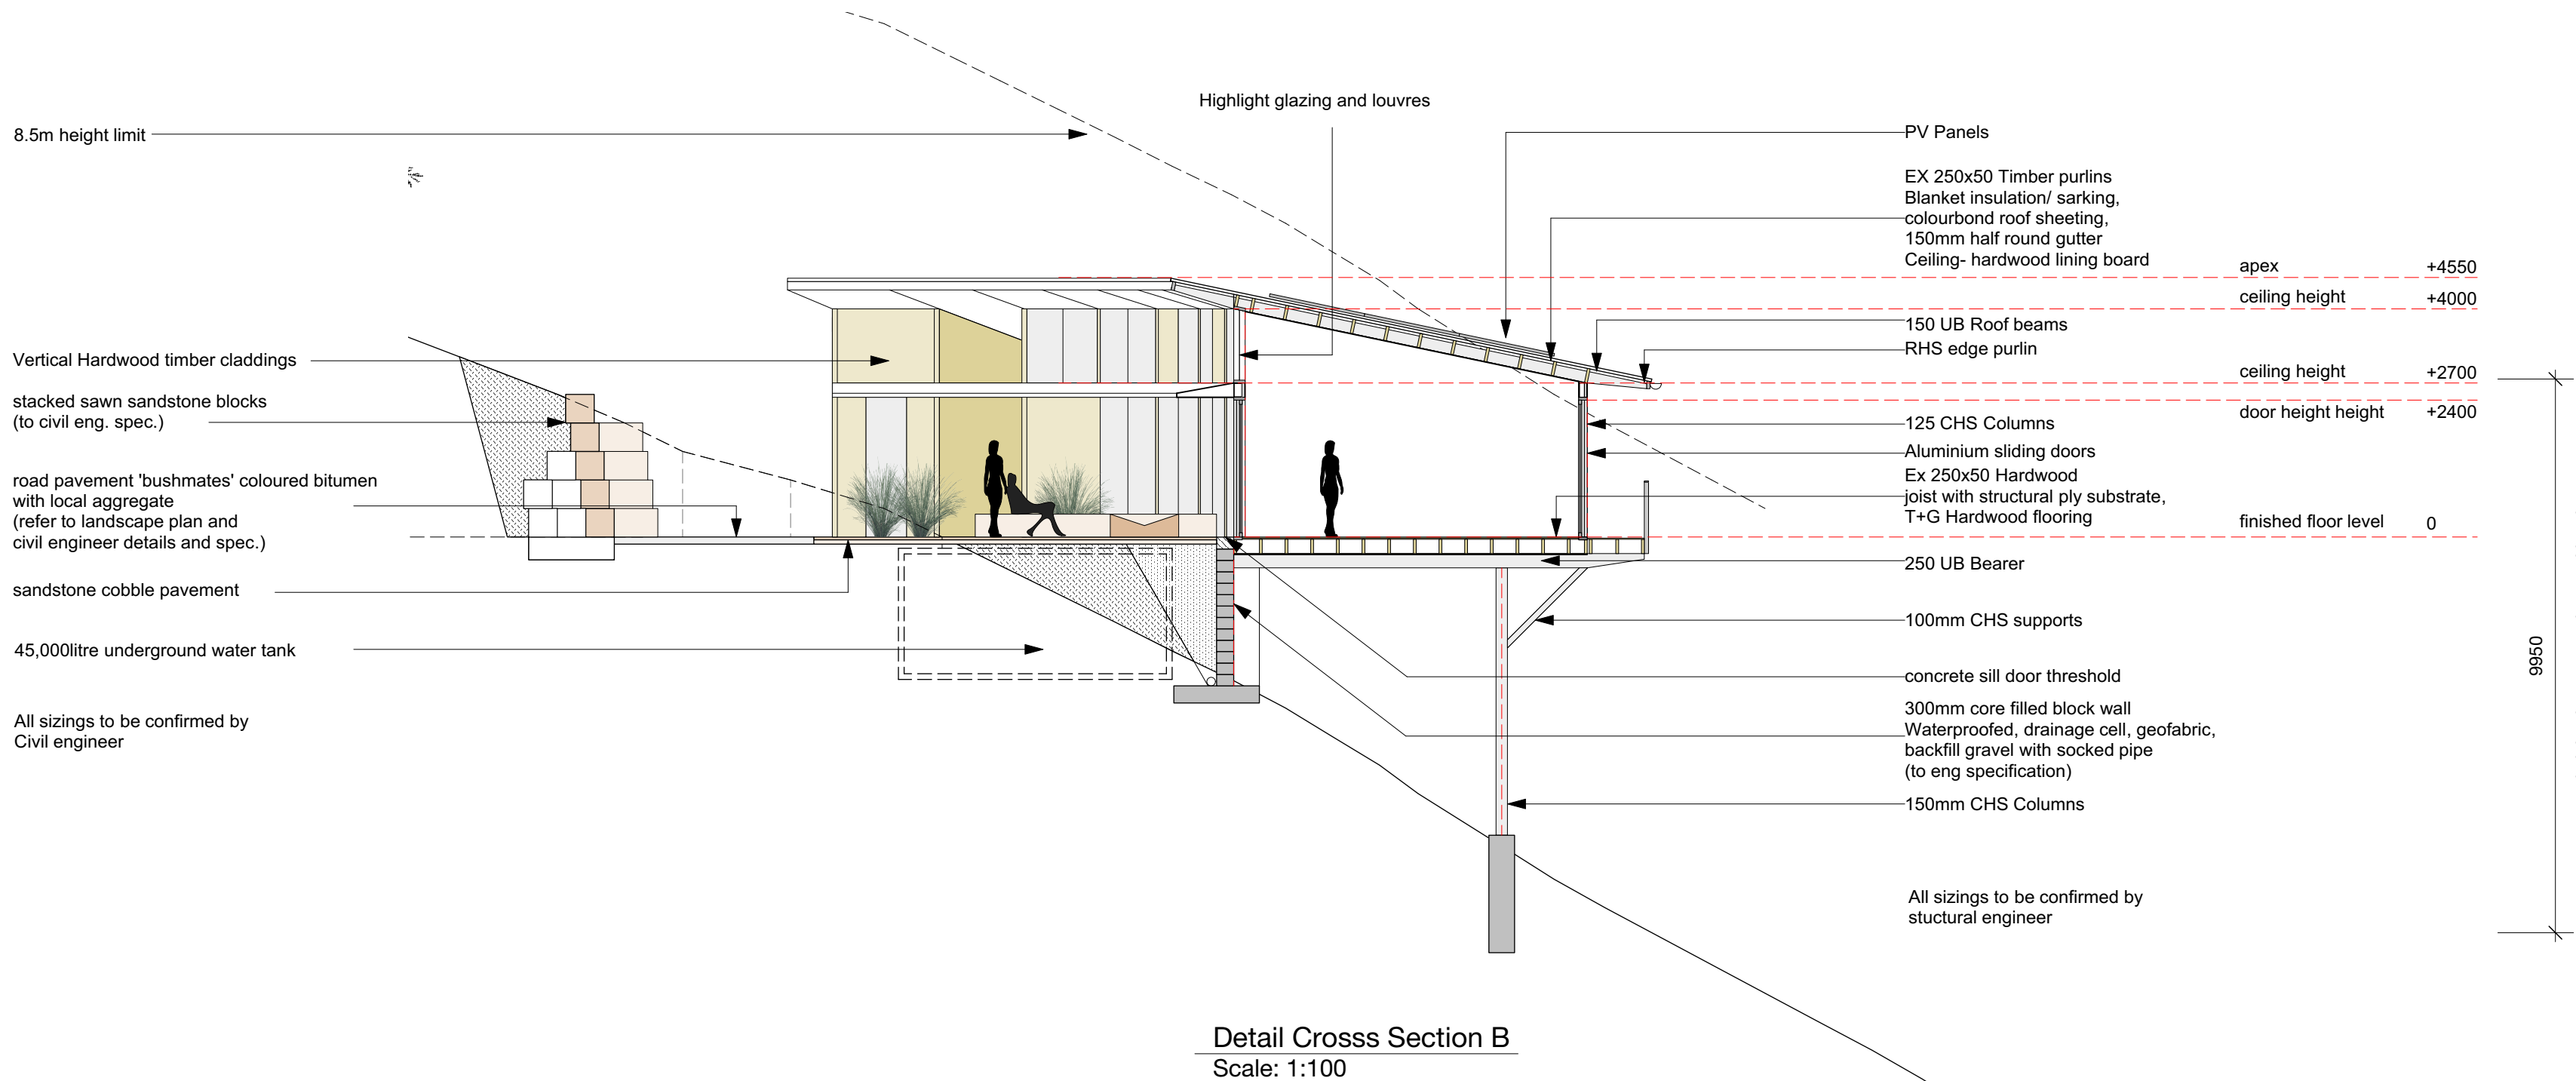 Highlight glazing and louvres
8.5m height limit
Vertical Hardwood timber claddings
stacked sawn sandstone blocks
(to civil eng. spec.)
road pavement 'bushmates' coloured bitumen
with local aggregate
(refer to landscape plan and
civil engineer details and spec.)
sandstone cobble pavement
45,000litre underground water tank
All sizings to be confirmed by
Civil engineer
PV Panels
EX 250x50 Timber purlins
Blanket insulation/ sarking,
colourbond roof sheeting,
150mm half round gutter
Ceiling- hardwood lining board
apex +4550
ceiling height +4000
150 UB Roof beams
RHS edge purlin
ceiling height +2700
door height height +2400
125 CHS Columns
Aluminium sliding doors
Ex 250x50 Hardwood
joist with structural ply substrate,
T+G Hardwood flooring
finished floor level 0
250 UB Bearer
100mm CHS supports
concrete sill door threshold
300mm core filled block wall
Waterproofed, drainage cell, geofabric,
backfill gravel with socked pipe
(to eng specification)
150mm CHS Columns
All sizings to be confirmed by
stuctural engineer
9950
Detail Crosss Section B
Scale: 1:100